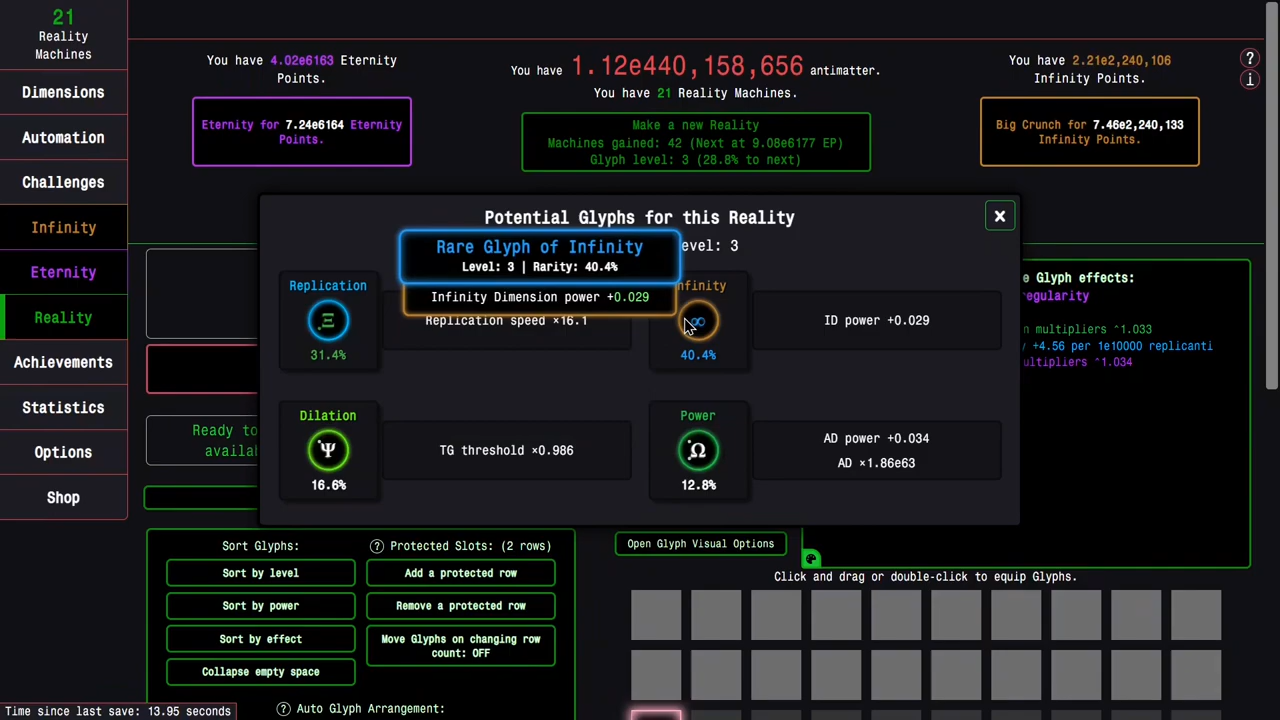 21
Reality
Machines
Dimensions
Automation
Challenges
Infinity
Eternity
Reality
Achievements
Statistics
Options
Shop
You have 4.02e6163 Eternity
Points.
Eternity for 7.24e6164 Eternity
Points.
You have 1.12e440,158,656 antimatter.
You have 21 Reality Machines.
Make a new Reality
Machines gained: 42 (Next at 9.08e6177 EP)
Glyph level: 3 (28.8% to next)
You have 2.21e2,240,106
Infinity Points.
Big Crunch for 7.46e2,240,133
Infinity Points.
?
i
Potential Glyphs for this Reality
x
Rare Glyph of Infinity
Level: 3 | Rarity: 40.4%
Infinity Dimension power +0.029
level: 3
Replication
Ξ
31.4%
Replication speed ×16.1
nfinity
∞
40.4%
ID power +0.029
Dilation
Ψ
16.6%
TG threshold ×0.986
Power
Ω
12.8%
AD power +0.034
AD ×1.86e63
e Glyph effects:
regularity
n multipliers ^1.033
y +4.56 per 1e10000 replicanti
ultipliers ^1.034
Ready to
availa
Sort Glyphs:
Sort by level
Sort by power
Sort by effect
Collapse empty space
? Protected Slots: (2 rows)
Add a protected row
Remove a protected row
Move Glyphs on changing row
count: OFF
? Auto Glyph Arrangement:
Open Glyph Visual Options
Click and drag or double-click to equip Glyphs.
Time since last save: 13.95 seconds